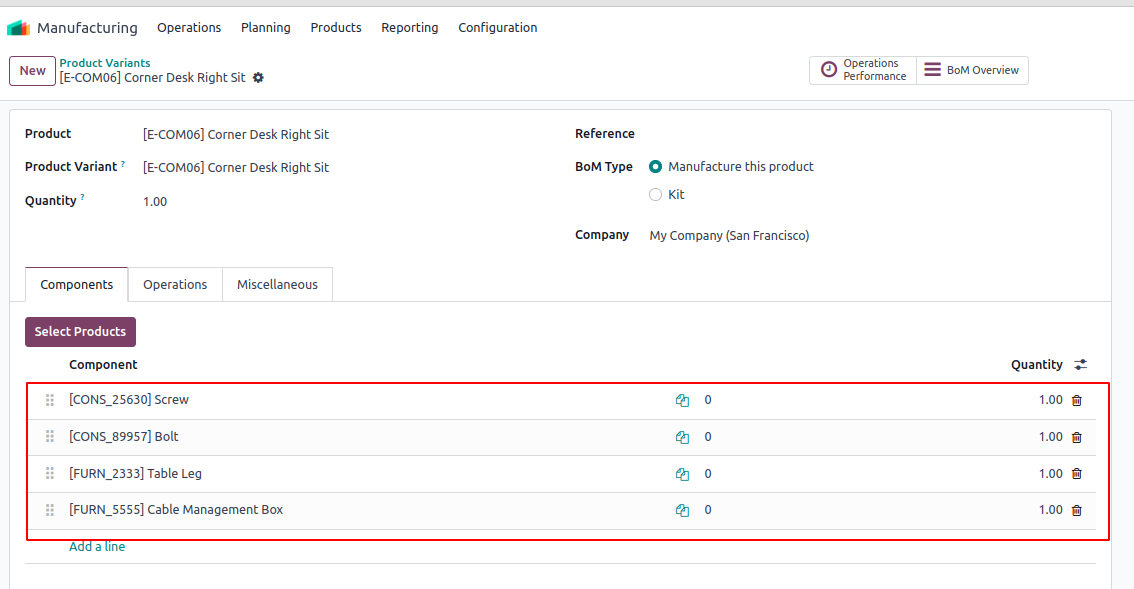 Manufacturing Operations Planning Products Reporting Configuration
New
Product Variants
[E-COM06] Corner Desk Right Sit
Operations Performance
BoM Overview
Product [E-COM06] Corner Desk Right Sit
Product Variant ? [E-COM06] Corner Desk Right Sit
Quantity ? 1.00
Reference
BoM Type Manufacture this product
Kit
Company My Company (San Francisco)
Components Operations Miscellaneous
Select Products
Component Quantity
[CONS_25630] Screw 0 1.00
[CONS_89957] Bolt 0 1.00
[FURN_2333] Table Leg 0 1.00
[FURN_5555] Cable Management Box 0 1.00
Add a line